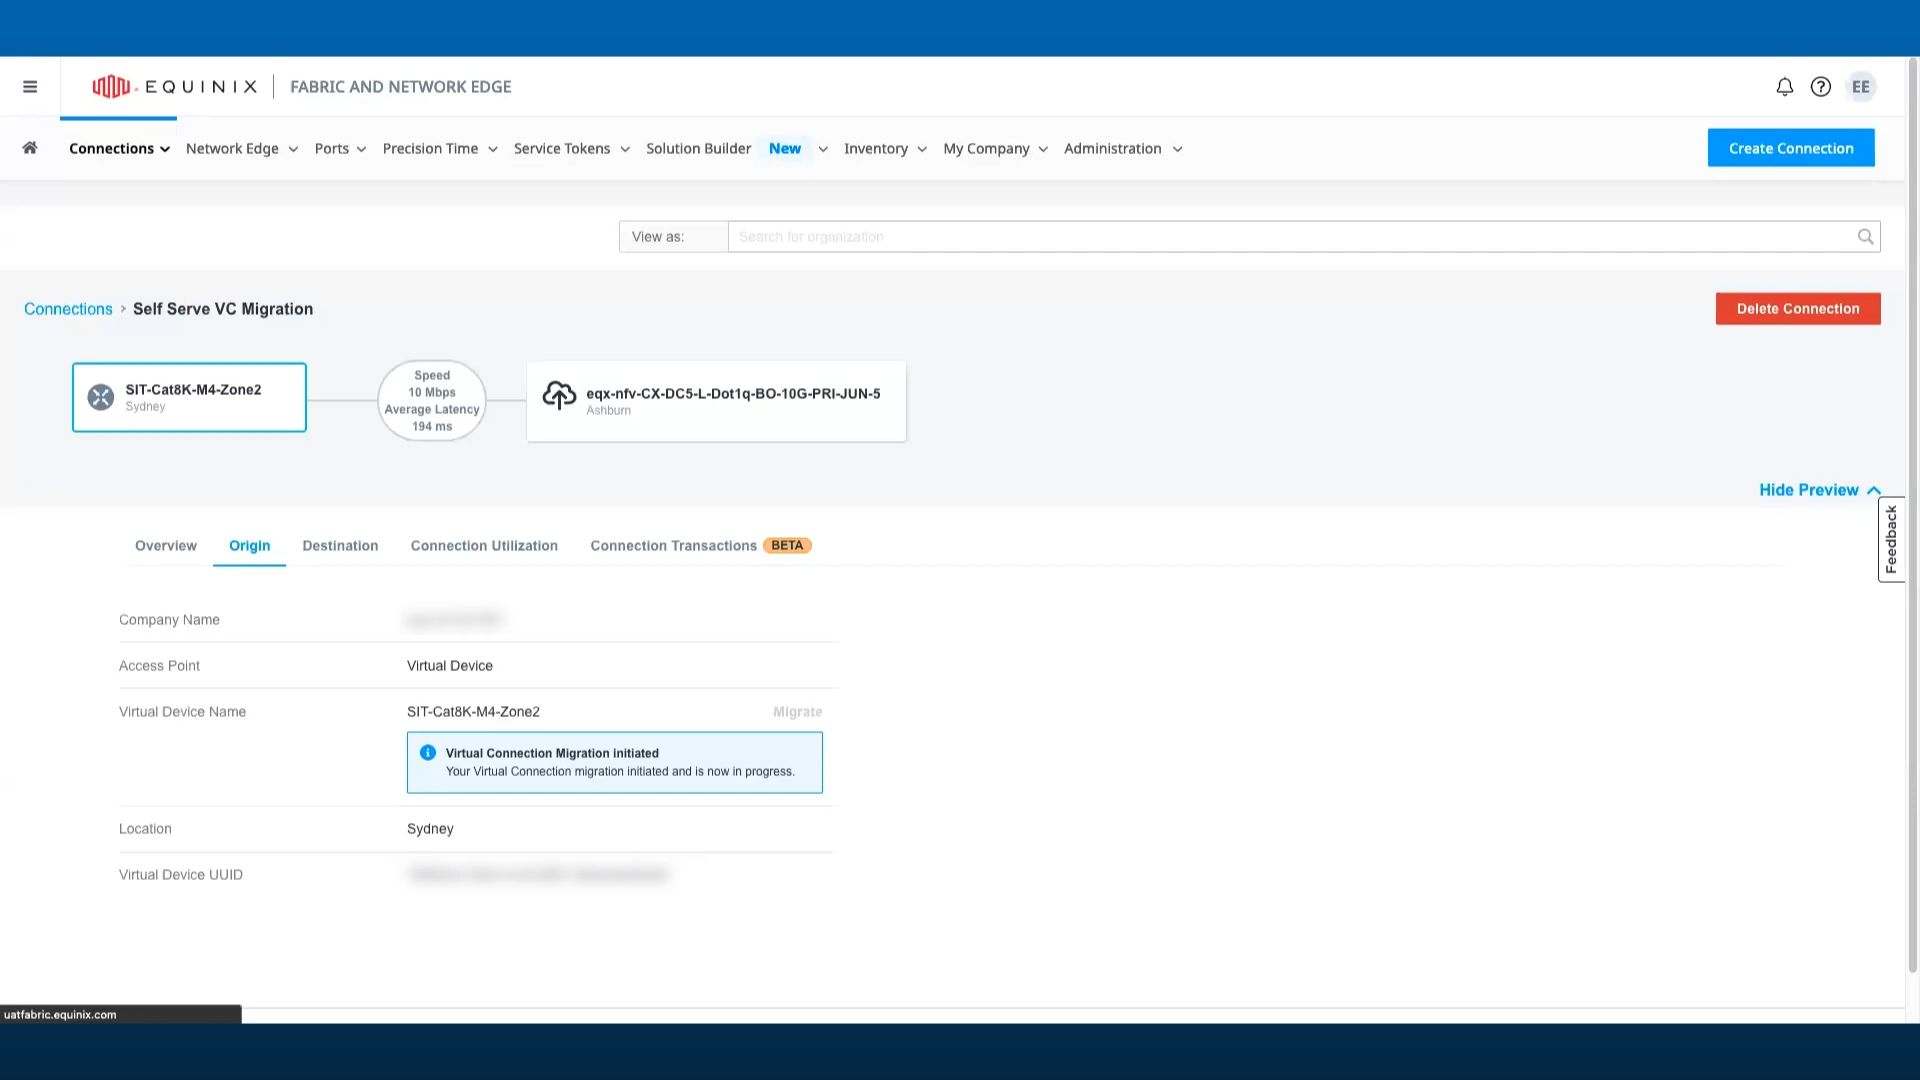 EQUINIX FABRIC AND NETWORK EDGE EE
Connections Network Edge Ports Precision Time Service Tokens Solution Builder New Inventory My Company Administration Create Connection
View as: Search for organization
Connections › Self Serve VC Migration Delete Connection
SIT-Cat8K-M4-Zone2
Sydney
Speed
10 Mbps
Average Latency
194 ms
eqx-nfv-CX-DC5-L-Dot1q-BO-10G-PRI-JUN-5
Ashburn
Hide Preview
Feedback
Overview Origin Destination Connection Utilization Connection Transactions BETA
Company Name
Access Point Virtual Device
Virtual Device Name SIT-Cat8K-M4-Zone2 Migrate
Virtual Connection Migration initiated
Your Virtual Connection migration initiated and is now in progress.
Location Sydney
Virtual Device UUID
uatfabric.equinix.com